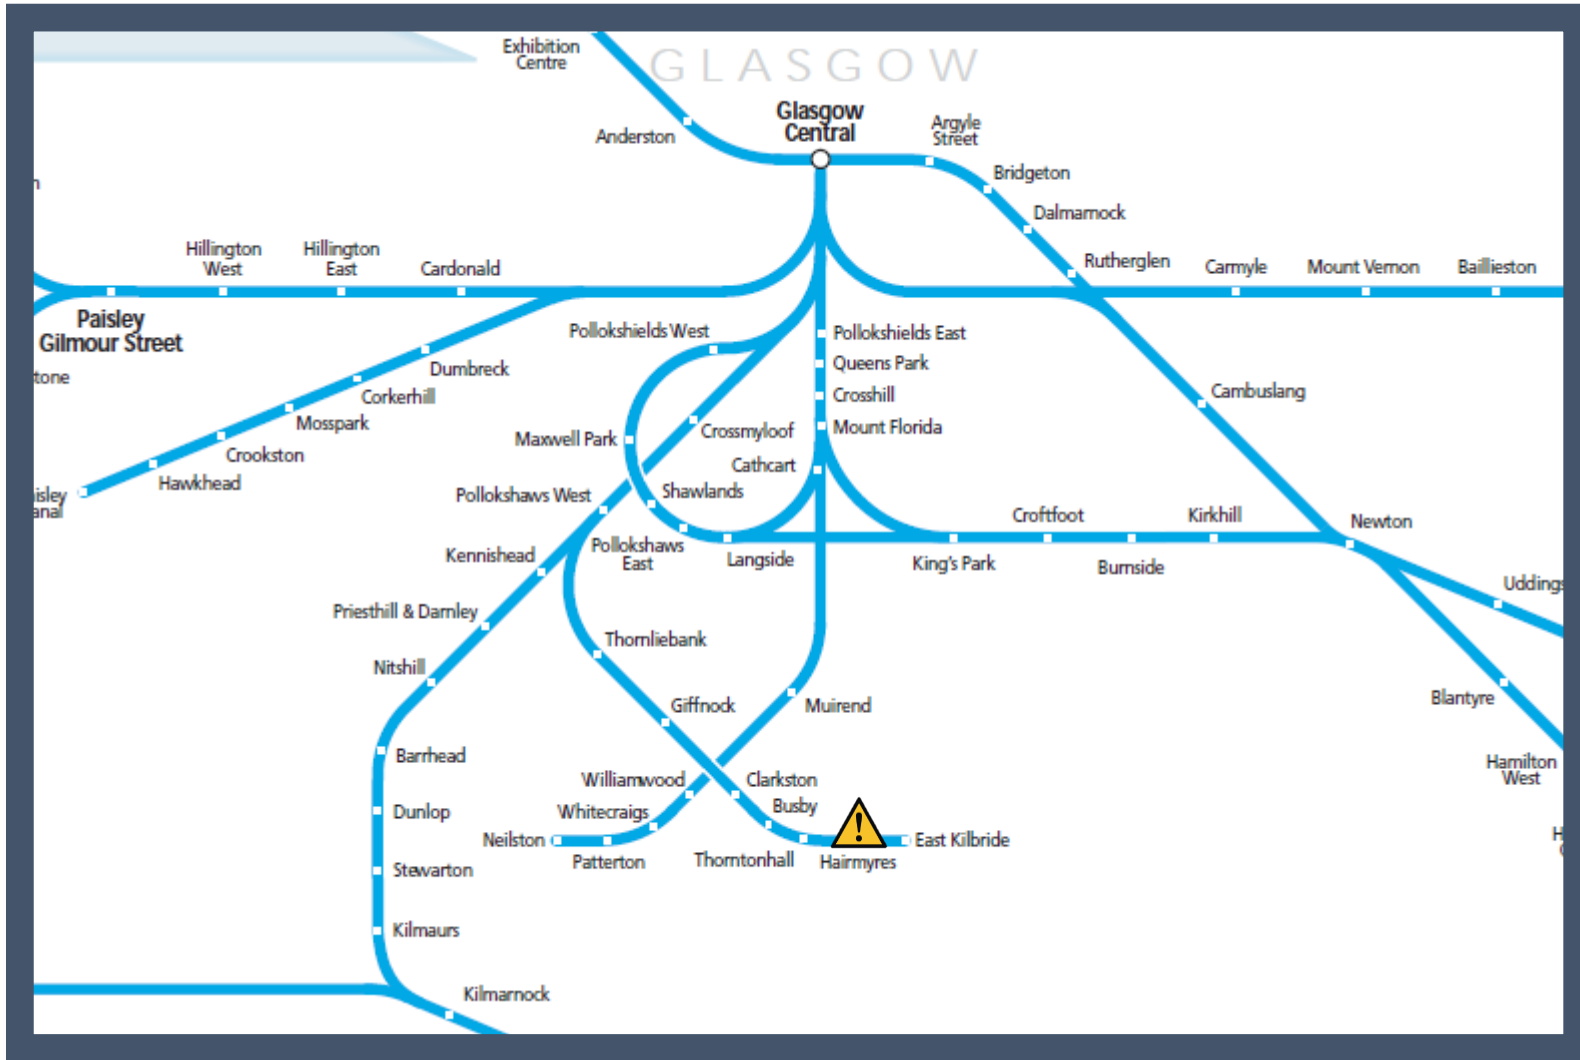 Exhibition
Centre
GLASGOW
Glasgow
Central
Anderston
Argyle
Street
Bridgeton
Dalmarnock
Hillington
West
Hillington
East
Cardonald
Rutherglen
Carmyle
Mount Vernon
Baillieston
Paisley
Gilmour Street
Pollokshields West
Pollokshields East
Queens Park
Crosshill
Mount Florida
Dumbreck
Corkerhill
Mosspark
Crookston
Hawkhead
Cambuslang
Maxwell Park
Crossmyloof
Cathcart
Shawlands
Pollokshaws West
Pollokshaws
East
Langside
Croftfoot
Kirkhill
Newton
King's Park
Burnside
Kennishead
Priesthill & Darnley
Nitshill
Thornliebank
Giffnock
Muirend
Barrhead
Williamwood
Clarkston
Busby
Whitecraigs
Neilston
Patterton
Thorntonhall
Hairmyres
East Kilbride
Dunlop
Stewarton
Kilmaurs
Kilmarnock
Uddings
Blantyre
Hamilton
West
tone
aisley
anal